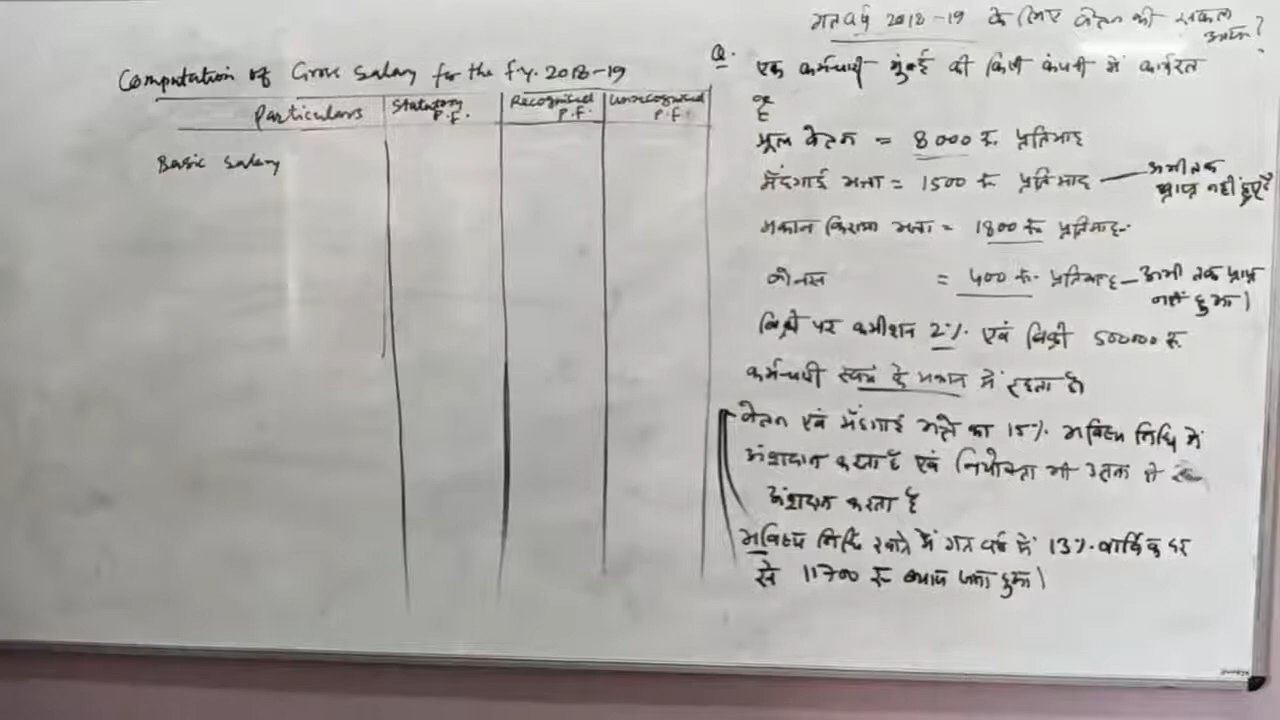 Computation of Gross Salary for the f.y. 2018-19
Particulars
Statutory P.F.
Recognised P.F.
Unrecognised P.F.
Basic Salary
गत वर्ष 2018-19 के लिए वेतन की सकल आय?
Q. एक कर्मचारी मुंबई की किसी कंपनी में कार्यरत
है
मूल वेतन = 8000 रु. प्रतिमाह
मँहगाई भत्ता = 1500 रु प्रतिमाह — अभी तक
प्राप्त नहीं हुए है
मकान किराया भत्ता = 1800 रु प्रतिमाह.
बोनस = 400 रु. प्रतिमाह — अभी तक प्राप्त
नहीं हुआ।
बिक्री पर कमीशन 2% एवं बिक्री 500000 रु.
कर्मचारी स्वयं के मकान में रहता है।
वेतन एवं मँहगाई भत्ते का 15% भविष्य निधि में
अंशदान करता है एवं नियोक्ता भी उतना ही
अंशदान करता है
भविष्य निधि खाते में गत वर्ष में 13% वार्षिक दर
से 11700 रु ब्याज जमा हुआ।